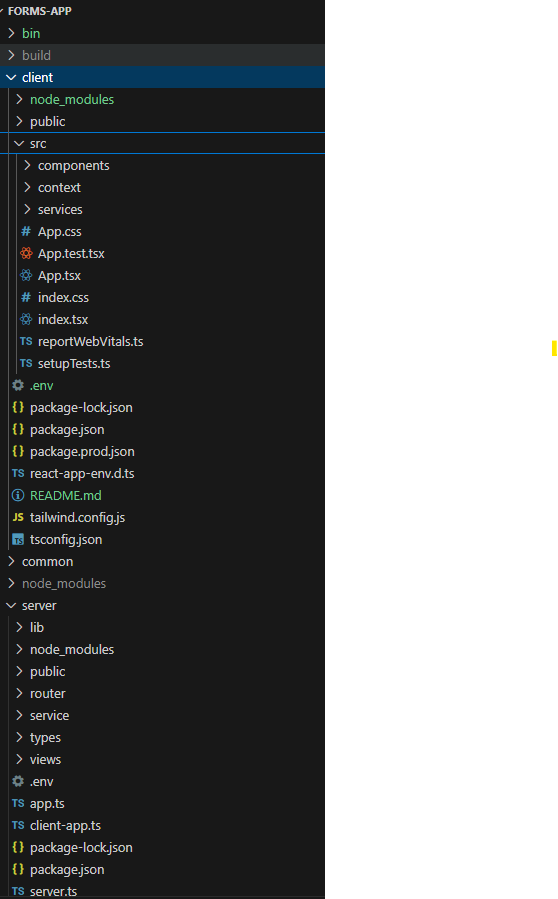 FORMS-APP
bin
build
client
node_modules
public
src
components
context
services
# App.css
App.test.tsx
App.tsx
# index.css
index.tsx
TS reportWebVitals.ts
TS setupTests.ts
.env
{} package-lock.json
{} package.json
{} package.prod.json
TS react-app-env.d.ts
README.md
JS tailwind.config.js
TS tsconfig.json
common
node_modules
server
lib
node_modules
public
router
service
types
views
.env
TS app.ts
TS client-app.ts
{} package-lock.json
{} package.json
TS server.ts